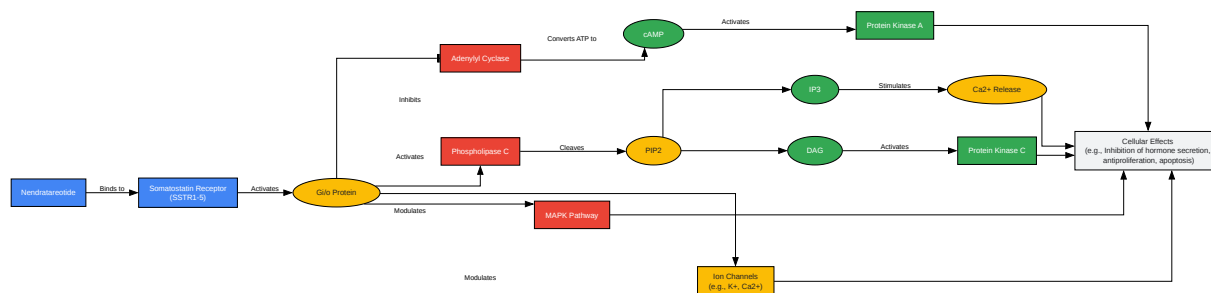 Activates
Protein Kinase A
cAMP
Converts ATP to
Adenylyl Cyclase
IP3
Stimulates
Ca2+ Release
Inhibits
Cellular Effects
(e.g., Inhibition of hormone secretion,
antiproliferation, apoptosis)
Phospholipase C
Cleaves
PIP2
DAG
Activates
Protein Kinase C
Activates
Nendratareotide
Binds to
Somatostatin Receptor
(SSTR1-5)
Activates
Gi/o Protein
Modulates
MAPK Pathway
Modulates
Ion Channels
(e.g., K+, Ca2+)